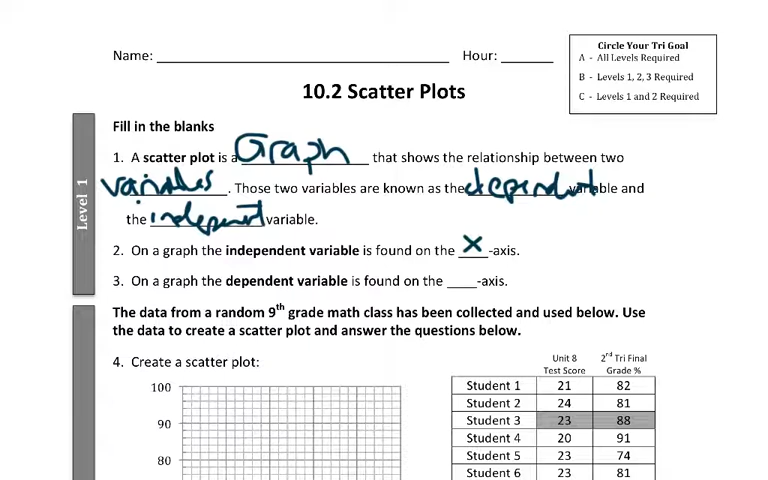 Name: Hour:
Circle Your Tri Goal
A - All Levels Required
B - Levels 1, 2, 3 Required
C - Levels 1 and 2 Required
10.2 Scatter Plots
Level 1
Fill in the blanks
1. A scatter plot is a Graph that shows the relationship between two
variables. Those two variables are known as the dependent variable and
the independent variable.
2. On a graph the independent variable is found on the x-axis.
3. On a graph the dependent variable is found on the ____-axis.
The data from a random 9th grade math class has been collected and used below. Use
the data to create a scatter plot and answer the questions below.
4. Create a scatter plot:
100
90
80
Unit 8 2rd Tri Final
Test Score Grade %
Student 1 21 82
Student 2 24 81
Student 3 23 88
Student 4 20 91
Student 5 23 74
Student 6 23 81